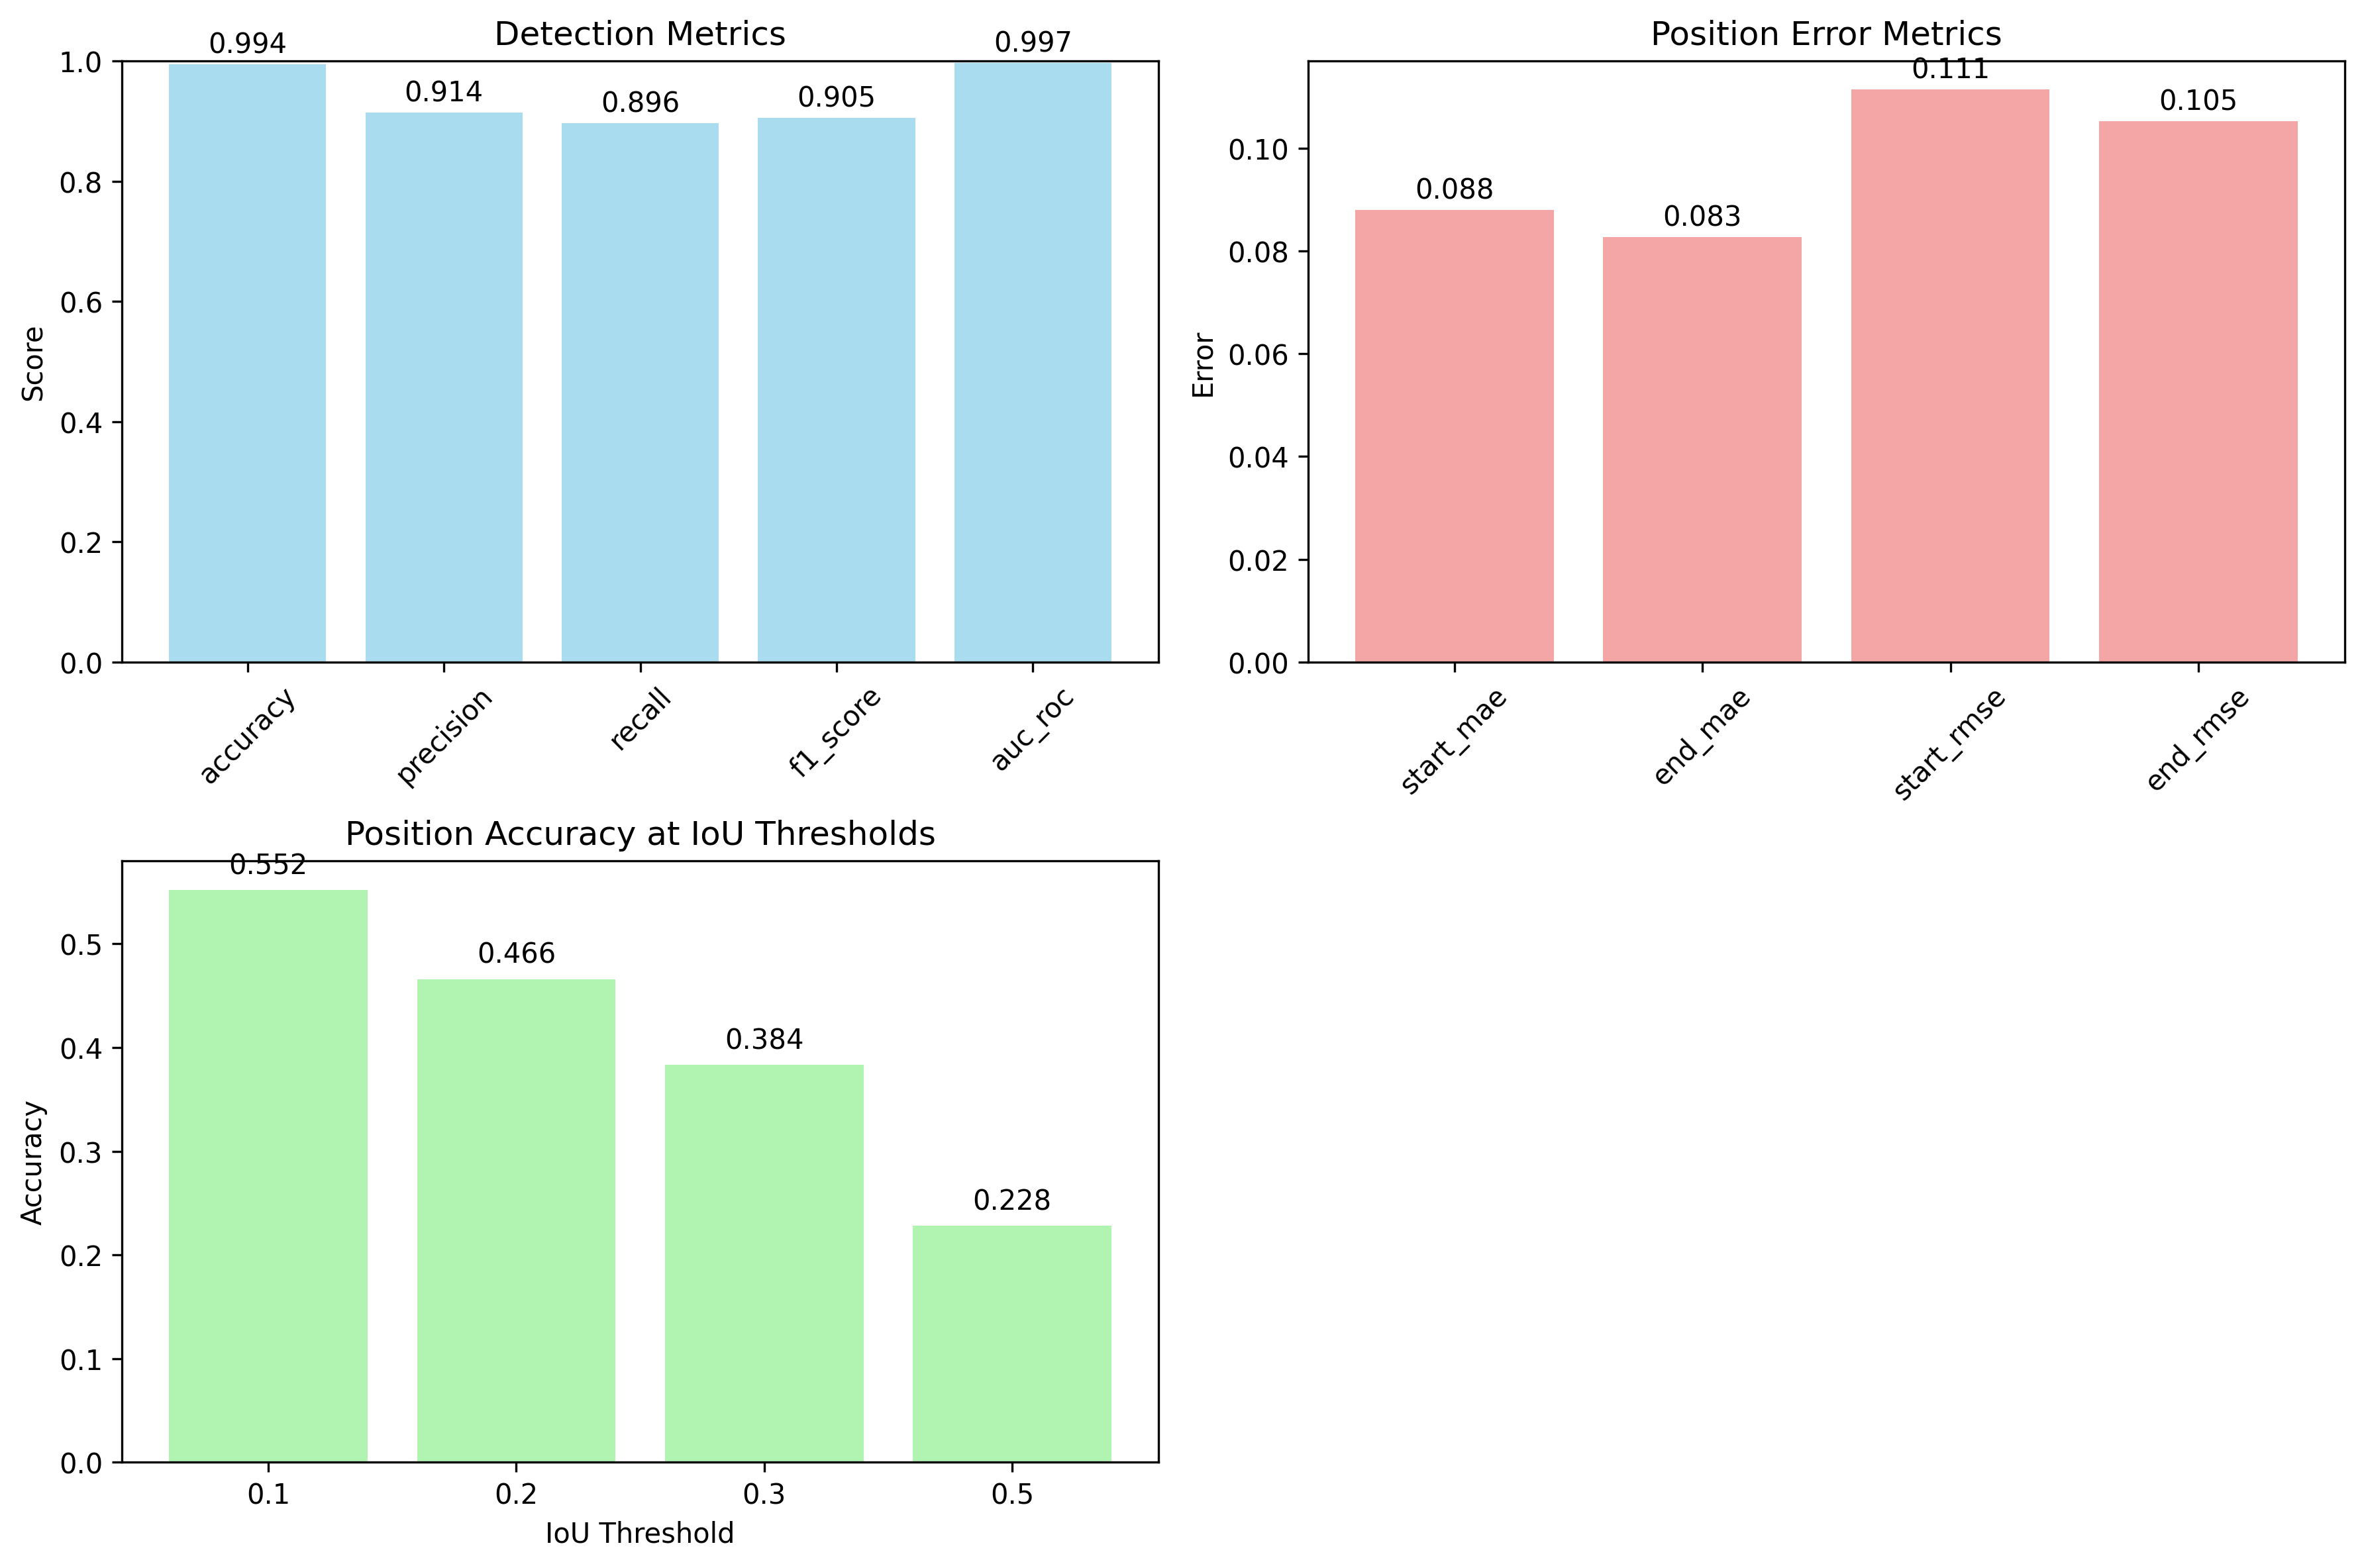 Detection Metrics
Score
1.0
0.8
0.6
0.4
0.2
0.0
0.994
0.914
0.896
0.905
0.997
accuracy
precision
recall
f1_score
auc_roc
Position Error Metrics
Error
0.10
0.08
0.06
0.04
0.02
0.00
0.088
0.083
0.111
0.105
start_mae
end_mae
start_rmse
end_rmse
Position Accuracy at IoU Thresholds
Accuracy
0.5
0.4
0.3
0.2
0.1
0.0
0.552
0.466
0.384
0.228
0.1
0.2
0.3
0.5
IoU Threshold